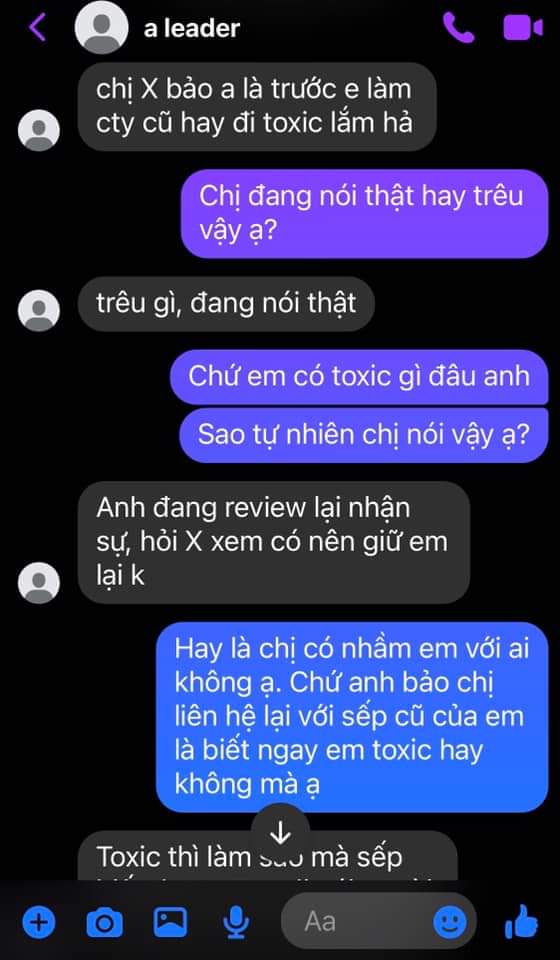 a leader
chị X bảo a là trước e làm
cty cũ hay đi toxic lắm hả
Chị đang nói thật hay trêu
vậy ạ?
trêu gì, đang nói thật
Chứ em có toxic gì đâu anh
Sao tự nhiên chị nói vậy ạ?
Anh đang review lại nhận
sự, hỏi X xem có nên giữ em
lại k
Hay là chị có nhầm em với ai
không ạ. Chứ anh bảo chị
liên hệ lại với sếp cũ của em
là biết ngay em toxic hay
không mà ạ
Toxic thì làm sao mà sếp
Aa